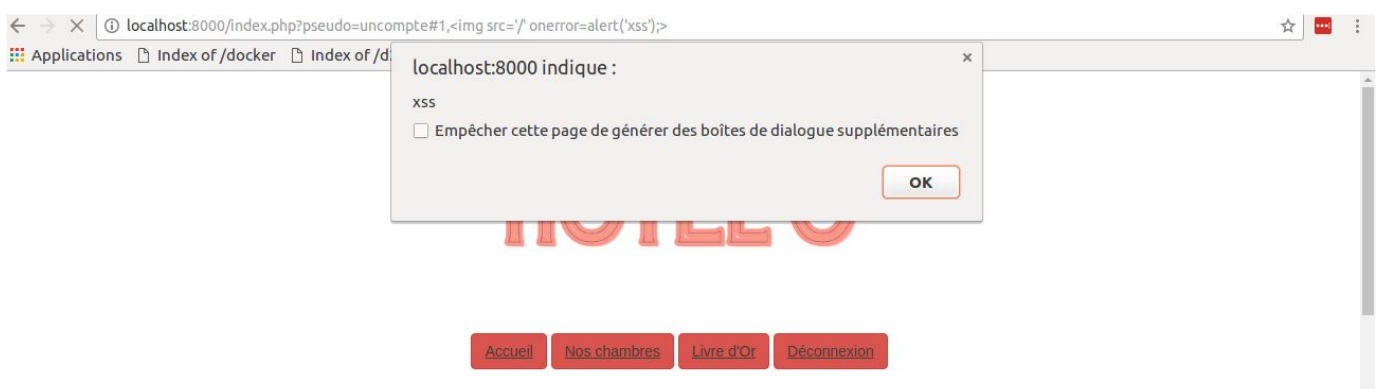 localhost:8000/index.php?pseudo=uncompte#1,<img src='/' onerror=alert('xss');>
Applications Index of /docker Index of /d
localhost:8000 indique :
xss
Empêcher cette page de générer des boîtes de dialogue supplémentaires
OK
HOTEL O
Accueil Nos chambres Livre d'Or Déconnexion